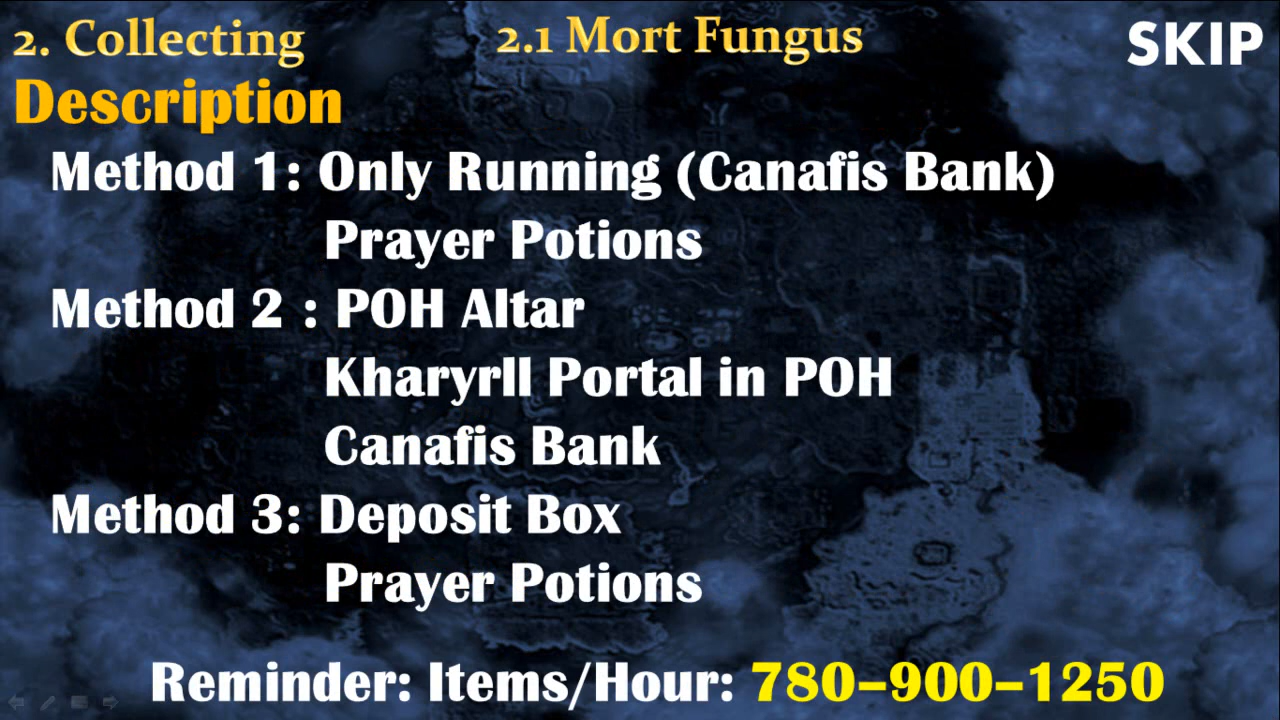 2. Collecting
2.1 Mort Fungus
SKIP
Description
Method 1: Only Running (Canafis Bank)
Prayer Potions
Method 2 : POH Altar
Kharyrll Portal in POH
Canafis Bank
Method 3: Deposit Box
Prayer Potions
Reminder: Items/Hour: 780-900-1250